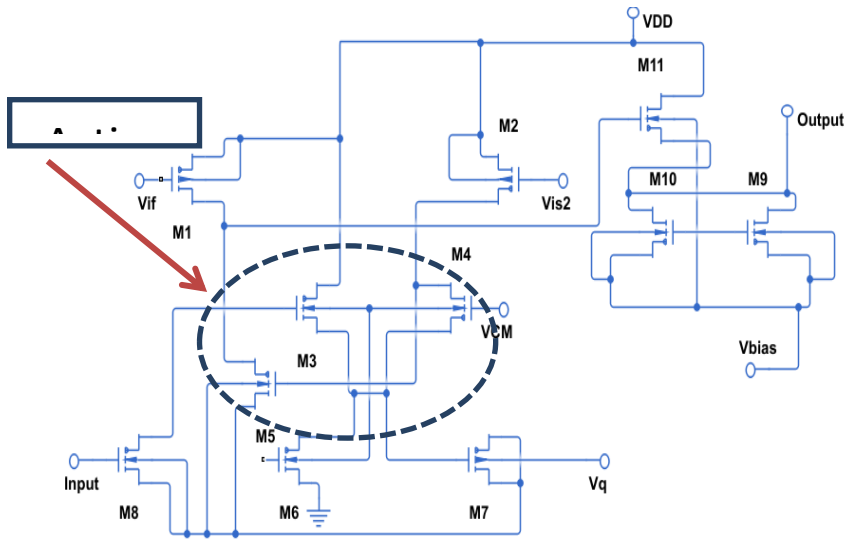 VDD
M11
Output
M2
M10
M9
Vif
Vis2
M1
M4
VCM
M3
Vbias
M5
Input
Vq
M8
M6
M7